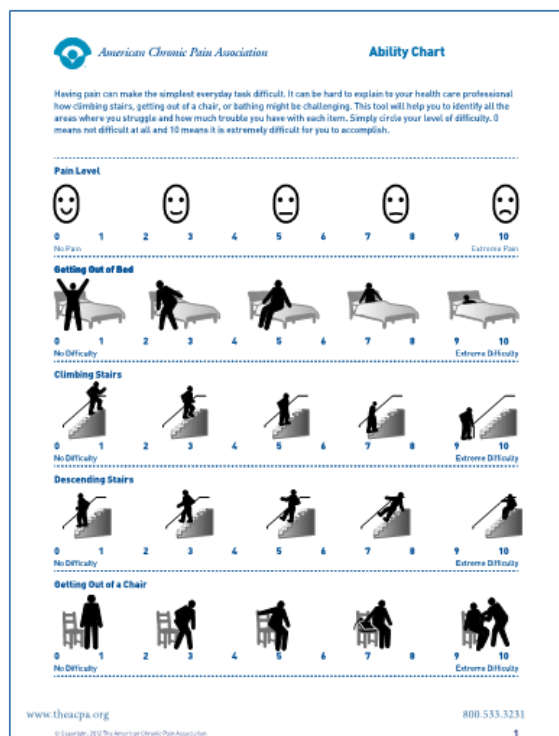 American Chronic Pain Association
Ability Chart
Having pain can make the simplest everyday task difficult. It can be hard to explain to your health care professional
how climbing stairs, getting out of a chair, or bathing might be challenging. This tool will help you to identify all the
areas where you struggle and how much trouble you have with each item. Simply circle your level of difficulty. 0
means not difficult at all and 10 means it is extremely difficult for you to accomplish.
Pain Level
0 1 2 3 4 5 6 7 8 9 10
No Pain Extreme Pain
Getting Out of Bed
0 1 2 3 4 5 6 7 8 9 10
No Difficulty Extreme Difficulty
Climbing Stairs
0 1 2 3 4 5 6 7 8 9 10
No Difficulty Extreme Difficulty
Descending Stairs
0 1 2 3 4 5 6 7 8 9 10
No Difficulty Extreme Difficulty
Getting Out of a Chair
0 1 2 3 4 5 6 7 8 9 10
No Difficulty Extreme Difficulty
www.theacpa.org 800.533.3231
© Copyright, 2012 The American Chronic Pain Association 1